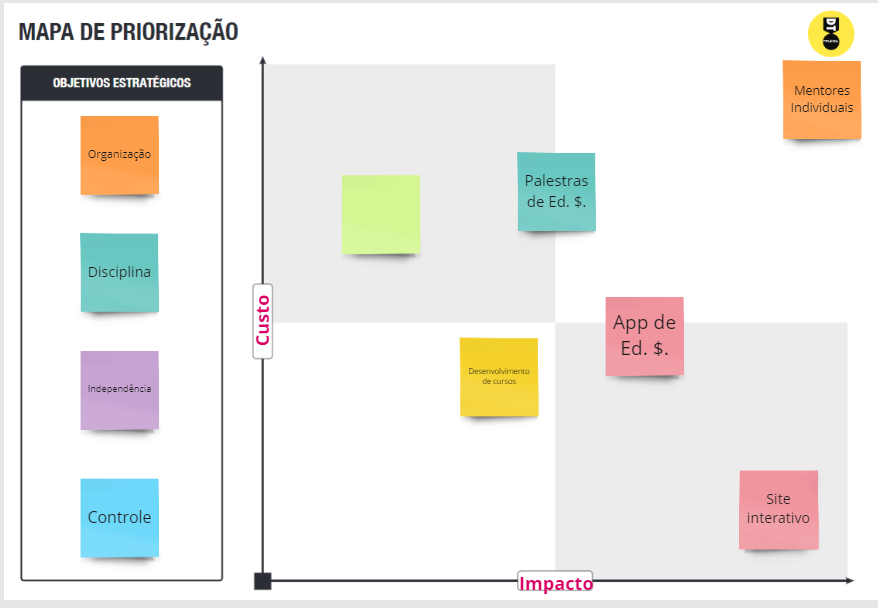 MAPA DE PRIORIZAÇÃO
OBJETIVOS ESTRATÉGICOS
Organização
Disciplina
Independência
Controle
Custo
Impacto
Mentores
Individuais
Palestras
de Ed. $.
App de
Ed. $.
Desenvolvimento
de cursos
Site
interativo
DT